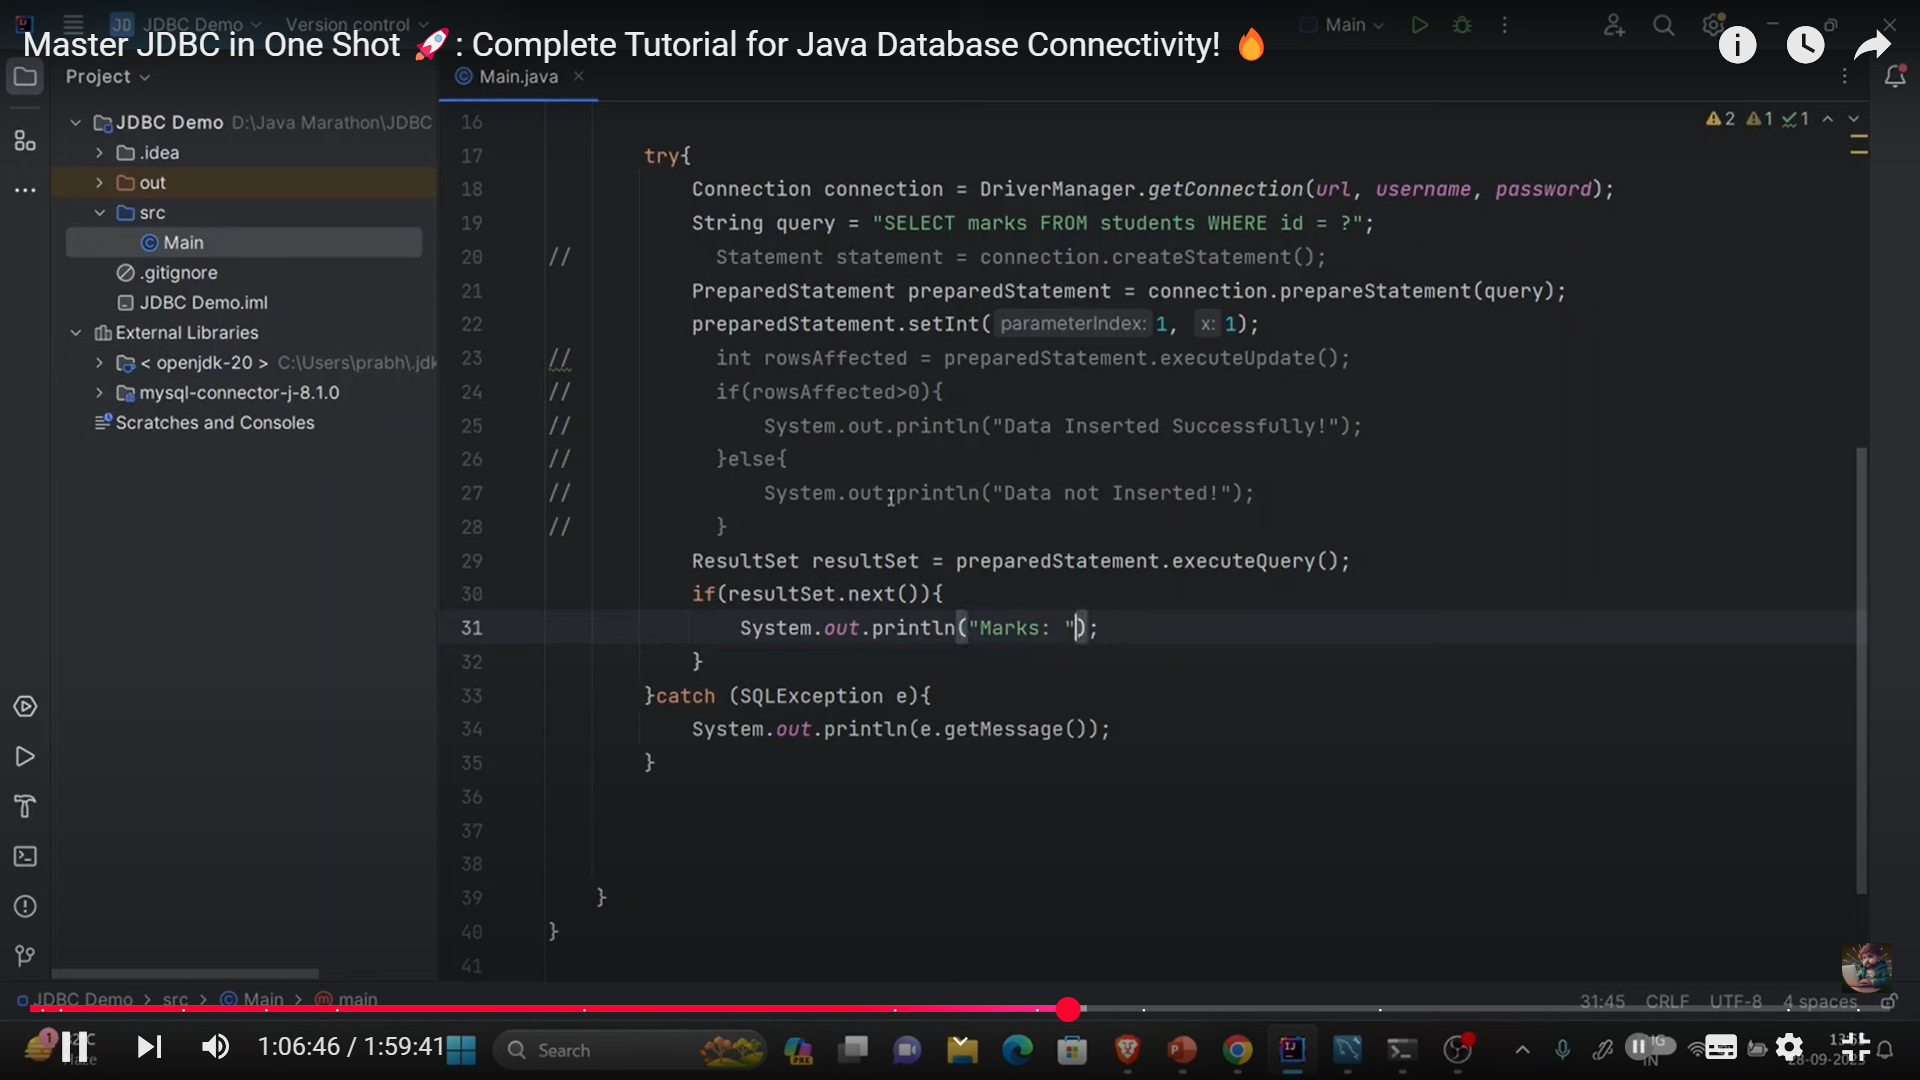 JD JDBC Demo Version control Main
Master JDBC in One Shot 🚀 : Complete Tutorial for Java Database Connectivity! 🔥
Project
Main.java
JDBC Demo D:\Java Marathon\JDBC
.idea
out
src
Main
.gitignore
JDBC Demo.iml
External Libraries
< openjdk-20 > C:\Users\prabh\.jdk
mysql-connector-j-8.1.0
Scratches and Consoles
2 1 1
16
17 try{
18 Connection connection = DriverManager.getConnection(url, username, password);
19 String query = "SELECT marks FROM students WHERE id = ?";
20 // Statement statement = connection.createStatement();
21 PreparedStatement preparedStatement = connection.prepareStatement(query);
22 preparedStatement.setInt( parameterIndex: 1, x: 1);
23 // int rowsAffected = preparedStatement.executeUpdate();
24 // if(rowsAffected>0){
25 // System.out.println("Data Inserted Successfully!");
26 // }else{
27 // System.out.println("Data not Inserted!");
28 // }
29 ResultSet resultSet = preparedStatement.executeQuery();
30 if(resultSet.next()){
31 System.out.println("Marks: ");
32 }
33 }catch (SQLException e){
34 System.out.println(e.getMessage());
35 }
36
37
38
39 }
40 }
41
JDBC Demo > src > Main > main
31:45 CRLF UTF-8 4 spaces
1:06:46 / 1:59:41
Search
PRE
IN
28-09-20